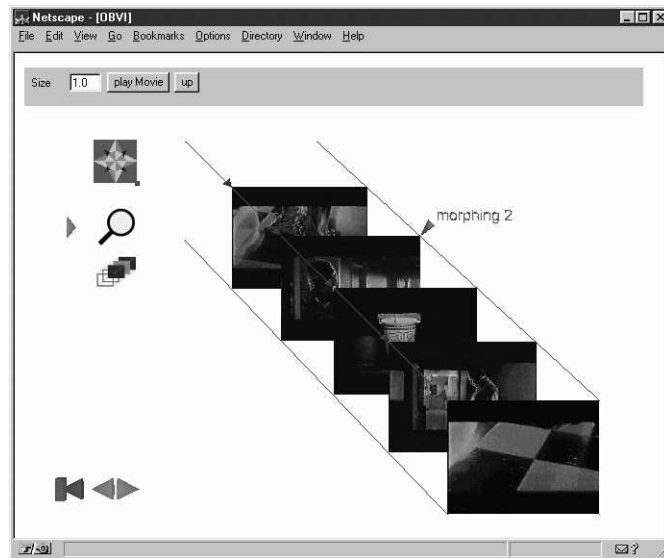 Netscape - [OBVI]
File Edit View Go Bookmarks Options Directory Window Help
Size 1.0 play Movie up
morphing 2
?